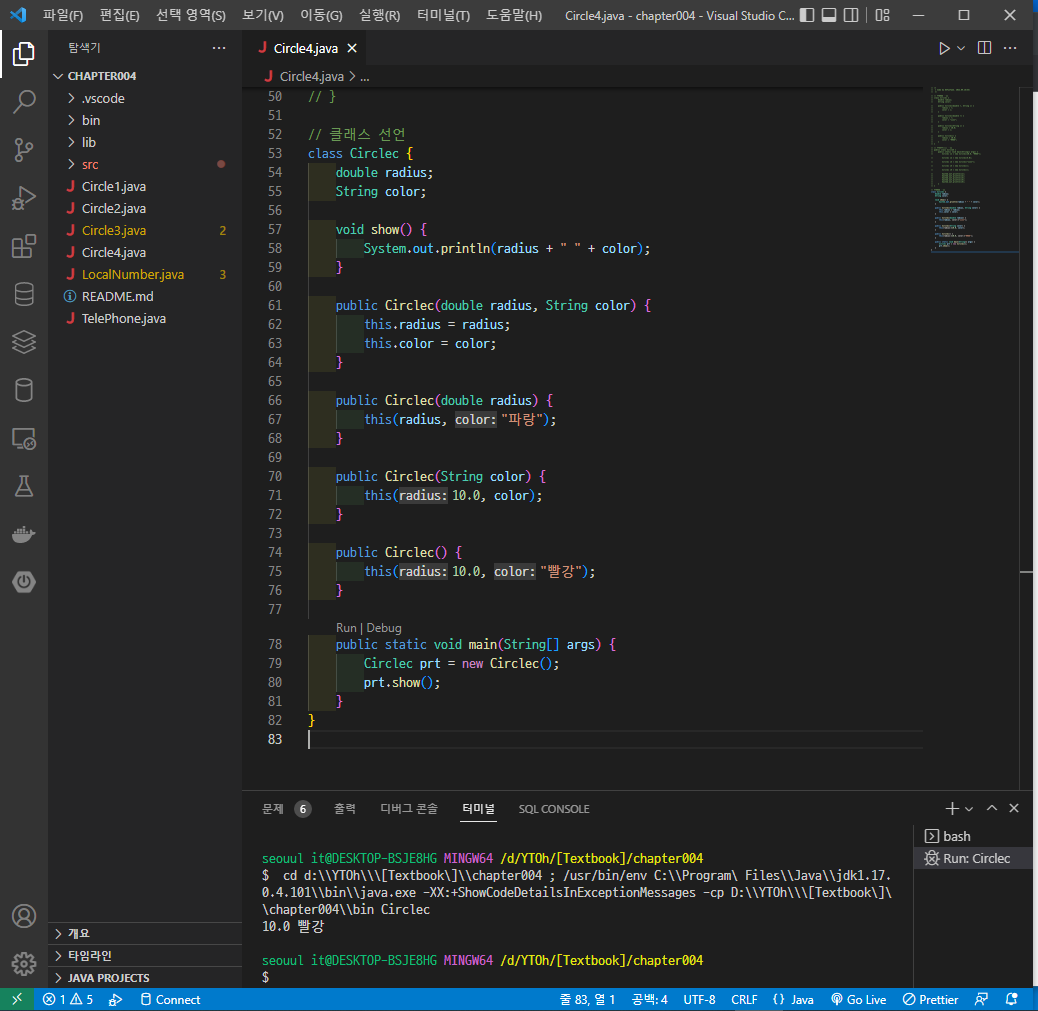 파일(F) 편집(E) 선택 영역(S) 보기(V) 이동(G) 실행(R) 터미널(T) 도움말(H) Circle4.java - chapter004 - Visual Studio C...
탐색기
CHAPTER004
.vscode
bin
lib
src
Circle1.java
Circle2.java
Circle3.java 2
Circle4.java
LocalNumber.java 3
README.md
TelePhone.java
개요
타임라인
JAVA PROJECTS
Circle4.java
Circle4.java > ...
50 // }
51
52 // 클래스 선언
53 class Circlec {
54 double radius;
55 String color;
56
57 void show() {
58 System.out.println(radius + " " + color);
59 }
60
61 public Circlec(double radius, String color) {
62 this.radius = radius;
63 this.color = color;
64 }
65
66 public Circlec(double radius) {
67 this(radius, color: "파랑");
68 }
69
70 public Circlec(String color) {
71 this(radius: 10.0, color);
72 }
73
74 public Circlec() {
75 this(radius: 10.0, color: "빨강");
76 }
77
Run | Debug
78 public static void main(String[] args) {
79 Circlec prt = new Circlec();
80 prt.show();
81 }
82 }
83
문제 6 출력 디버그 콘솔 터미널 SQL CONSOLE
seouul it@DESKTOP-BSJE8HG MINGW64 /d/YTOh/[Textbook]/chapter004
$  cd d:\\YTOh\\\[Textbook\]\\chapter004 ; /usr/bin/env C:\\Program\ Files\\Java\\jdk1.17.
0.4.101\\bin\\java.exe -XX:+ShowCodeDetailsInExceptionMessages -cp D:\\YTOh\\\[Textbook\]\
\chapter004\\bin Circlec
10.0 빨강
seouul it@DESKTOP-BSJE8HG MINGW64 /d/YTOh/[Textbook]/chapter004
$
bash
Run: Circlec
1 5 Connect 줄 83, 열 1 공백: 4 UTF-8 CRLF {} Java Go Live Prettier